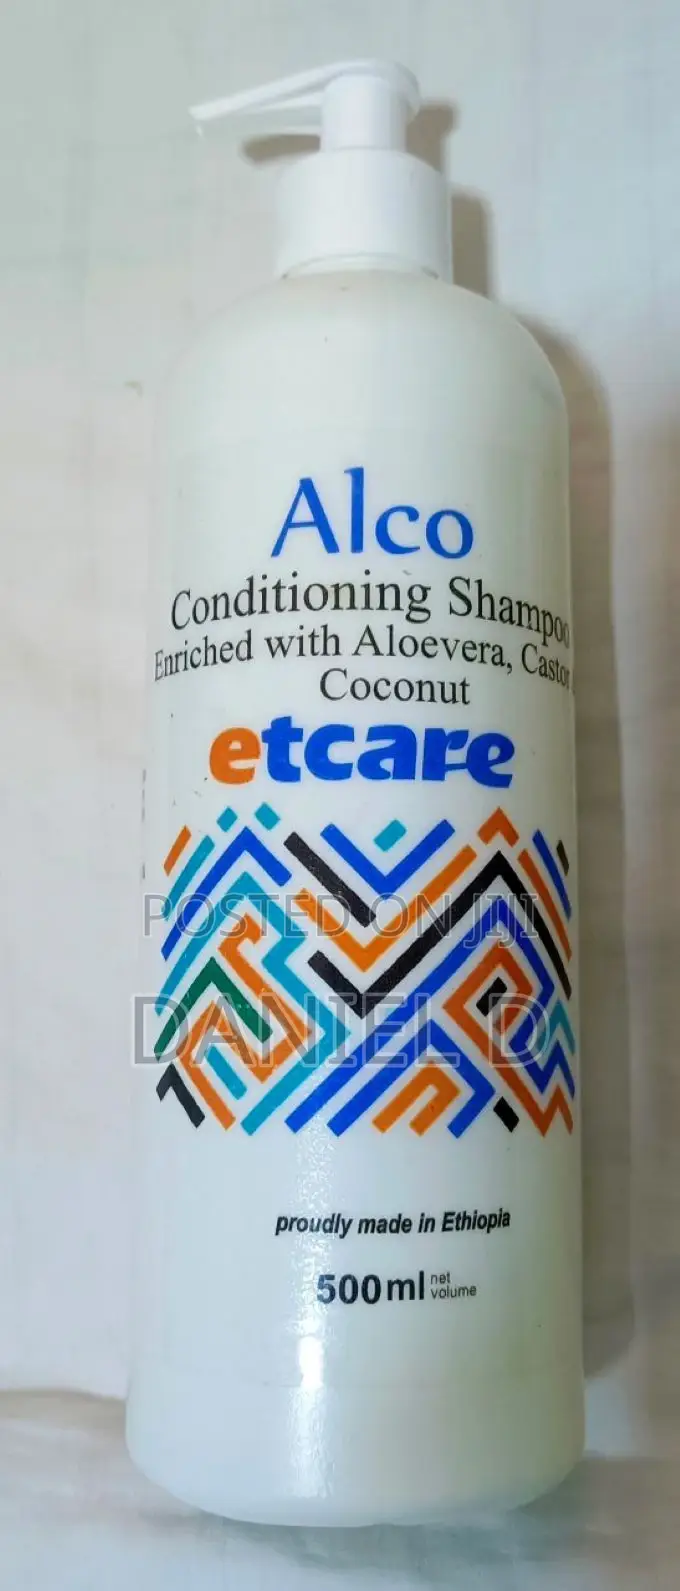 Alco
Conditioning Shampoo
Enriched with Aloevera, Castor
Coconut
etcare
POSTED ON JIJI
DANIEL D
proudly made in Ethiopia
500ml net
volume